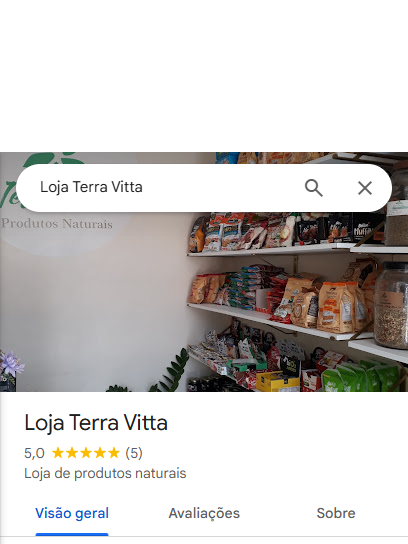 Loja Terra Vitta
Produtos Naturais
Loja Terra Vitta
5,0 ★★★★★ (5)
Loja de produtos naturais
Visão geral
Avaliações
Sobre